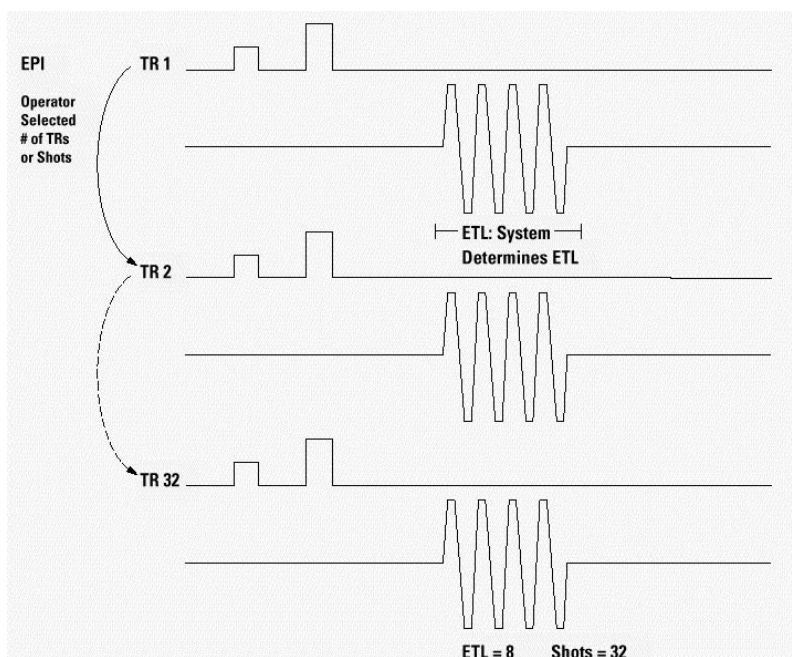 EPI
TR 1
Operator
Selected
# of TRs
or Shots
ETL: System
Determines ETL
TR 2
TR 32
ETL = 8 Shots = 32